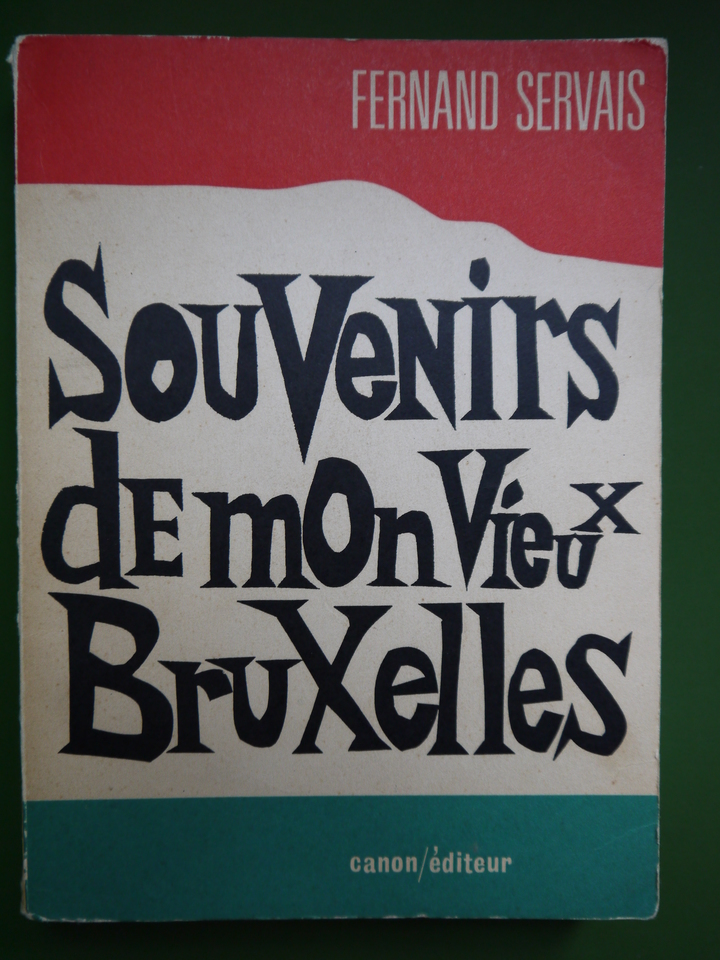 FERNAND SERVAIS
SouVenirs
dE mon Vieux
BruXelles
canon/éditeur